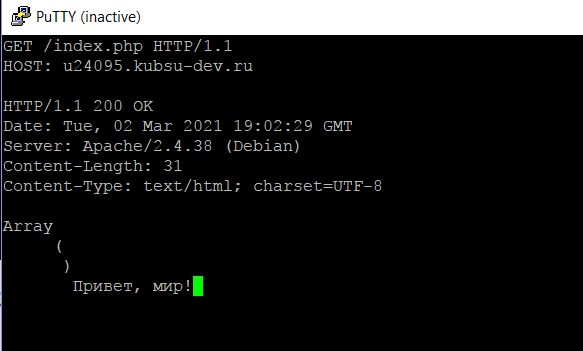 PuTTY (inactive)
GET /index.php HTTP/1.1
HOST: u24095.kubsu-dev.ru
HTTP/1.1 200 OK
Date: Tue, 02 Mar 2021 19:02:29 GMT
Server: Apache/2.4.38 (Debian)
Content-Length: 31
Content-Type: text/html; charset=UTF-8
Array
(
)
Привет, мир!